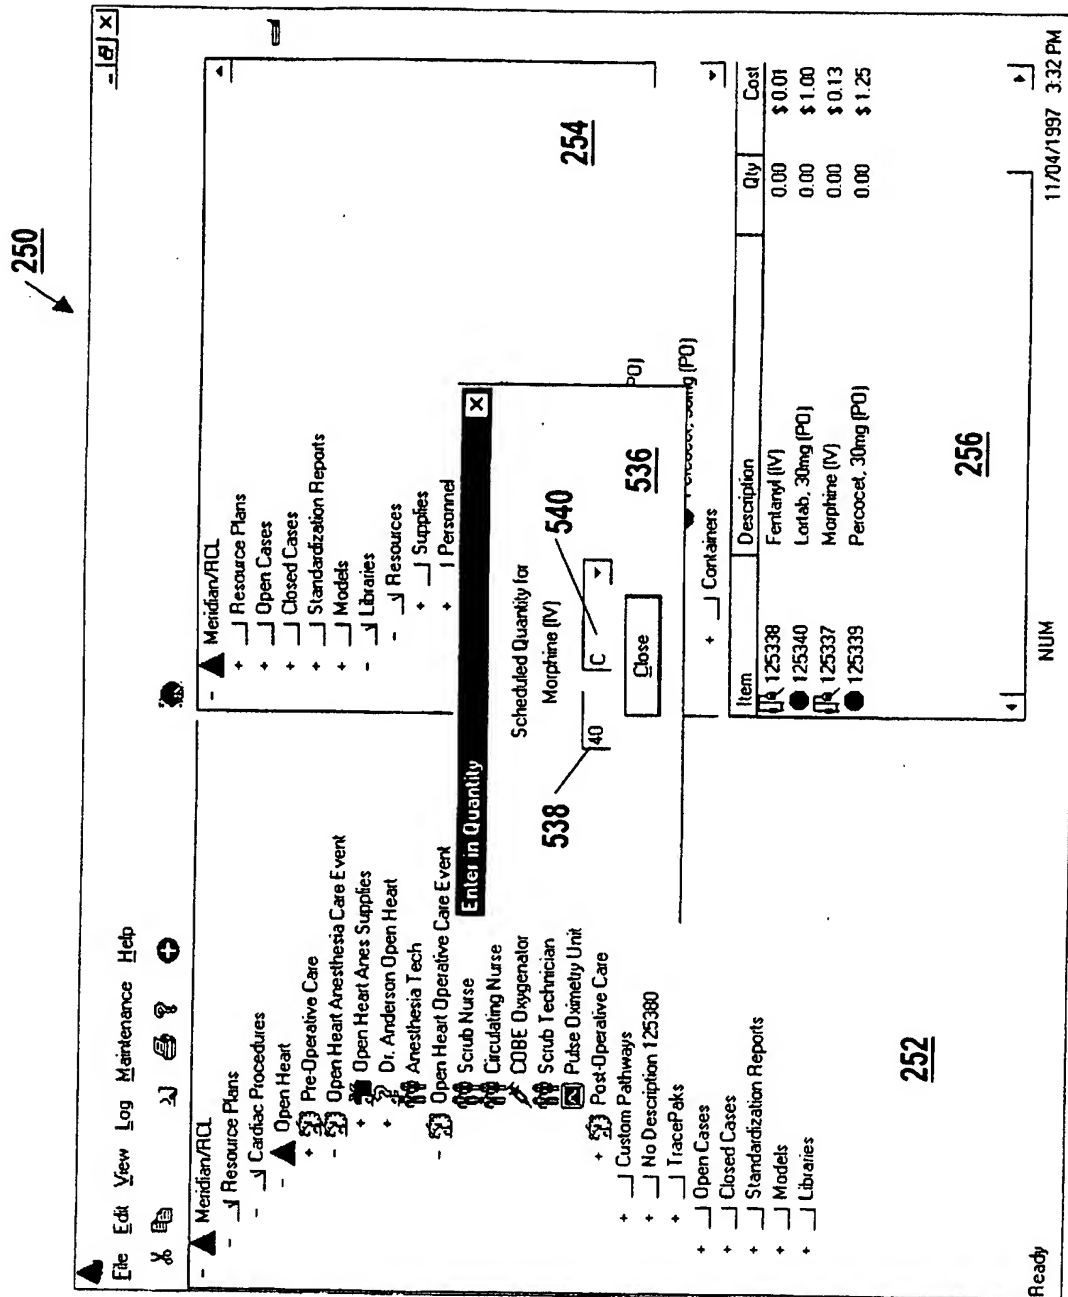 250
File Edit View Log Maintenance Help
- Meridian/RCL
- Resource Plans
- Cardiac Procedures
- Open Heart
+ Pre-Operative Care
- Open Heart Anesthesia Care Event
+ Open Heart Anes Supplies
+ Dr. Anderson Open Heart
Anesthesia Tech
- Open Heart Operative Care Event
Scrub Nurse
Circulating Nurse
COBE Oxygenator
Scrub Technician
Pulse Oximetry Unit
+ Post-Operative Care
+ Custom Pathways
+ No Description 125380
+ TracePaks
+ Open Cases
+ Closed Cases
+ Standardization Reports
+ Models
+ Libraries
252
- Meridian/RCL
+ Resource Plans
+ Open Cases
+ Closed Cases
+ Standardization Reports
+ Models
- Libraries
- Resources
+ Supplies
+ Personnel
PO)
Percocet, 30mg (PO)
+ Containers
254
Enter in Quantity
Scheduled Quantity for
Morphine (IV)
40 C
Close
538
540
536
Item Description Qty Cost
125338 Fentanyl (IV) 0.00 $ 0.01
125340 Lortab, 30mg (PO) 0.00 $ 1.00
125337 Morphine (IV) 0.00 $ 0.13
125339 Percocet, 30mg (PO) 0.00 $ 1.25
256
Ready NUM 11/04/1997 3:32 PM